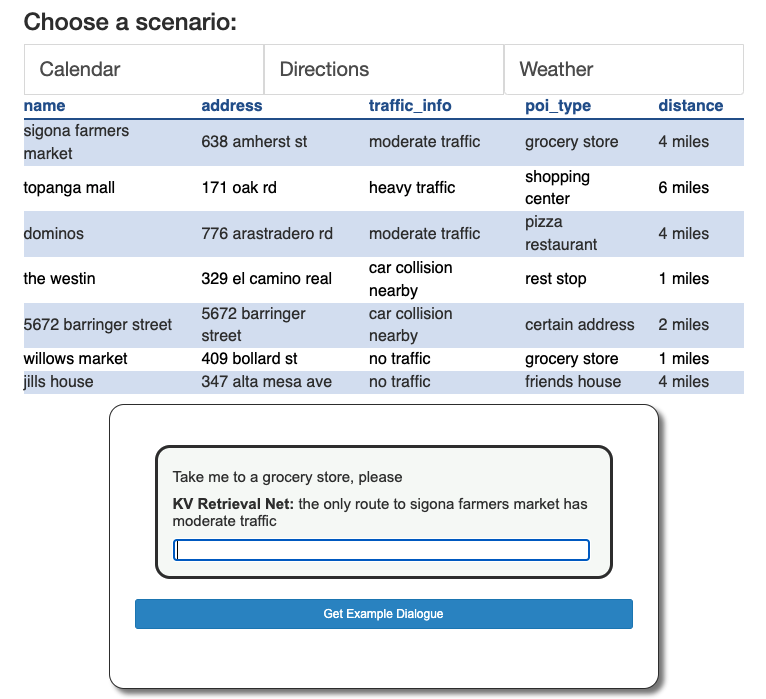 Choose a scenario:
Calendar Directions Weather
name address traffic_info poi_type distance
sigona farmers market 638 amherst st moderate traffic grocery store 4 miles
topanga mall 171 oak rd heavy traffic shopping center 6 miles
dominos 776 arastradero rd moderate traffic pizza restaurant 4 miles
the westin 329 el camino real car collision nearby rest stop 1 miles
5672 barringer street 5672 barringer street car collision nearby certain address 2 miles
willows market 409 bollard st no traffic grocery store 1 miles
jills house 347 alta mesa ave no traffic friends house 4 miles
Take me to a grocery store, please
KV Retrieval Net: the only route to sigona farmers market has
moderate traffic
Get Example Dialogue